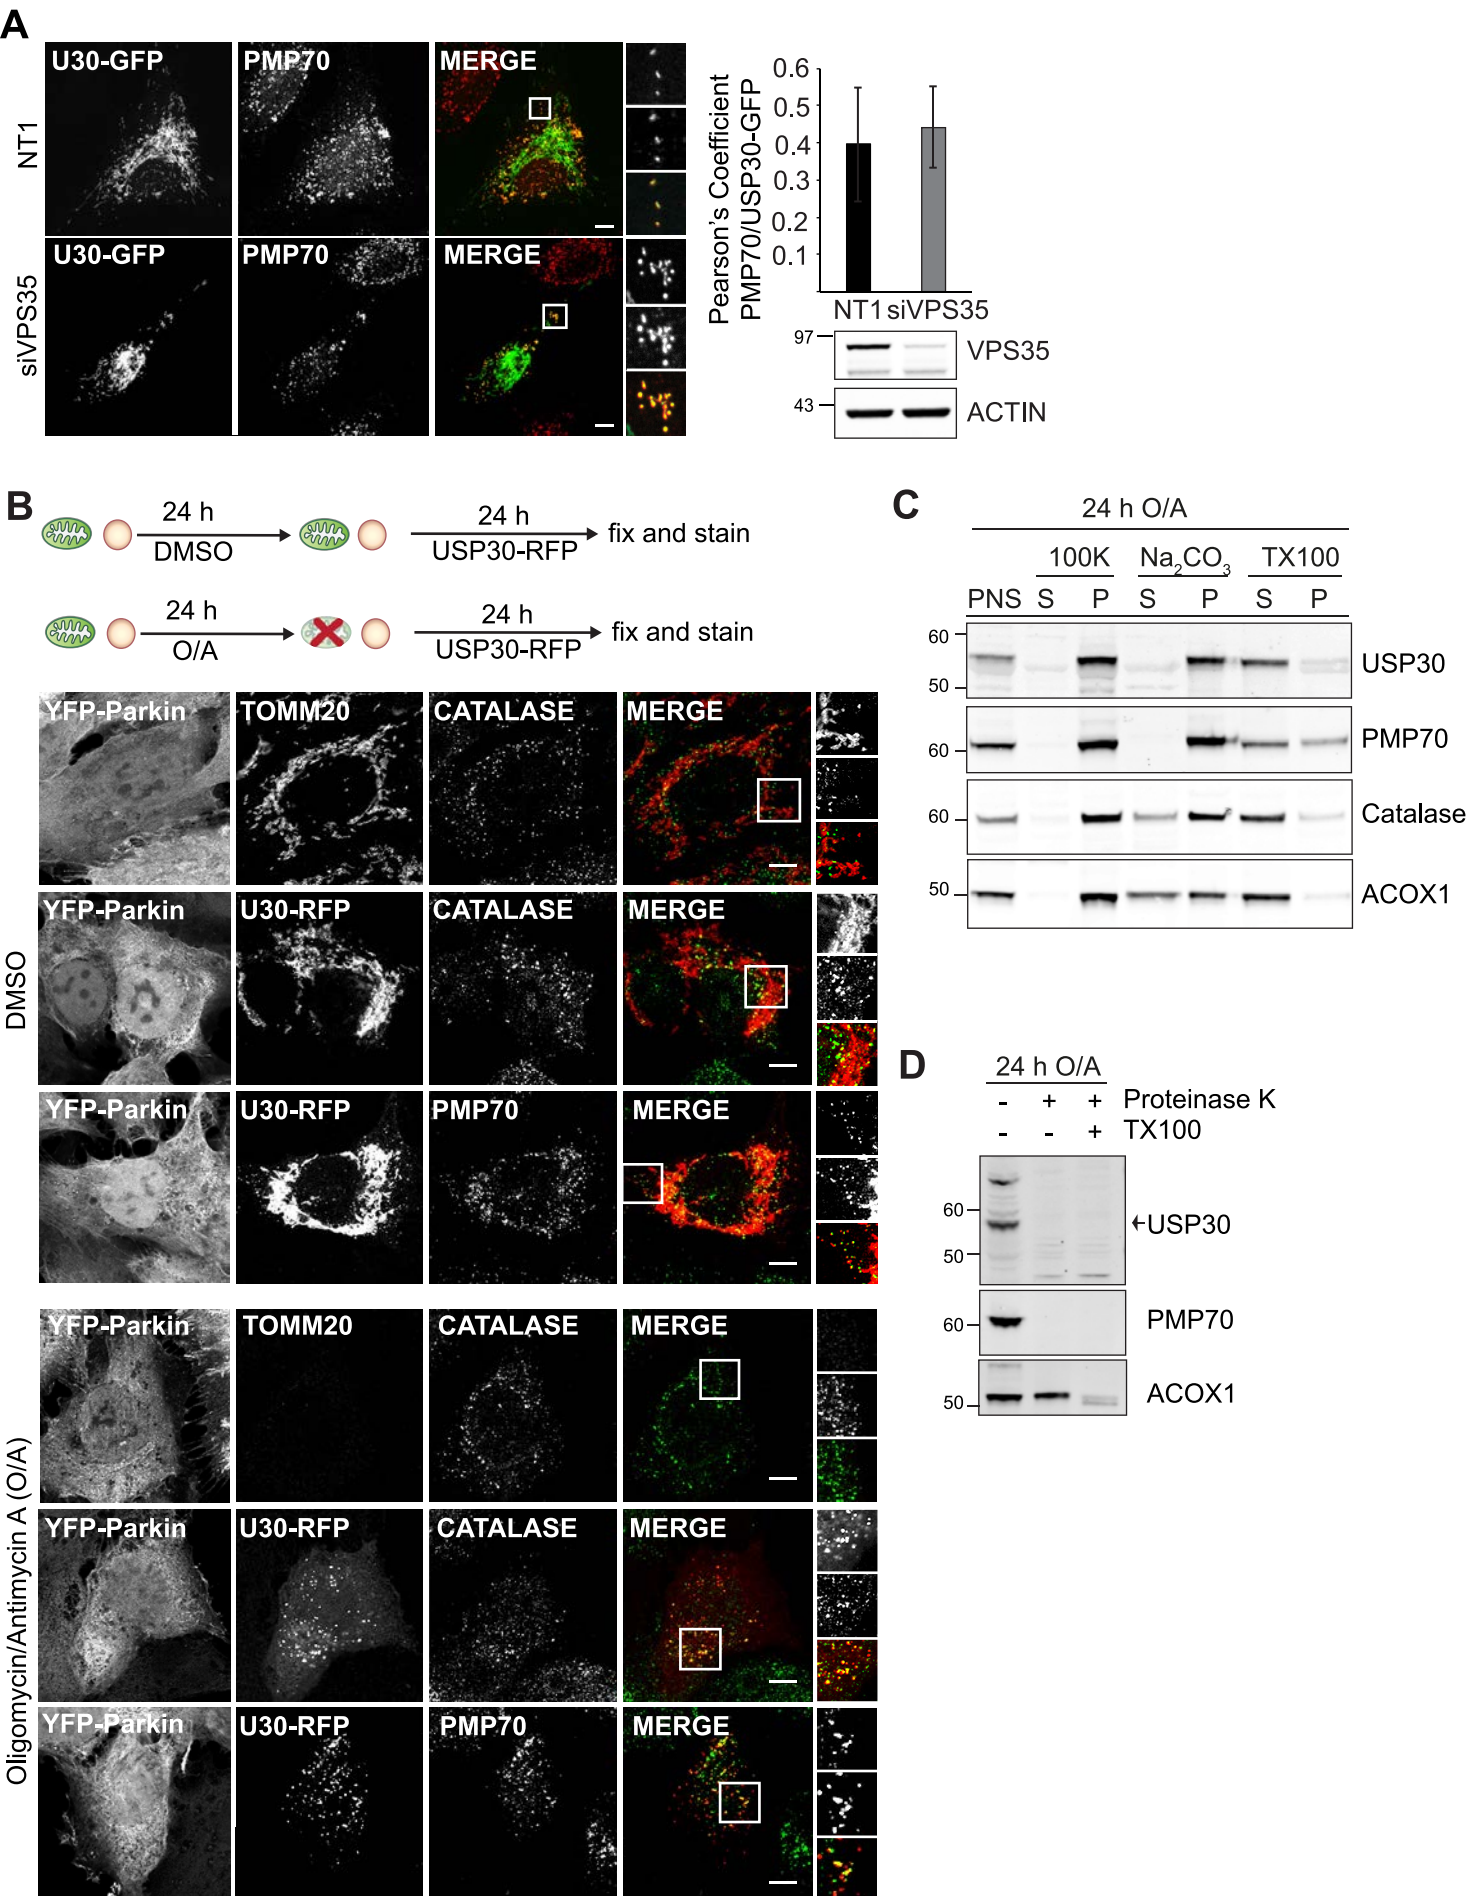 A
U30-GFP PMP70 MERGE
NT1
U30-GFP PMP70 MERGE
siVPS35
Pearson's Coefficient
PMP70/USP30-GFP
0.6
0.5
0.4
0.3
0.2
0.1
NT1 siVPS35
97 VPS35
43 ACTIN
B
24 h 24 h
DMSO USP30-RFP fix and stain
24 h 24 h
O/A USP30-RFP fix and stain
DMSO
YFP-Parkin TOMM20 CATALASE MERGE
YFP-Parkin U30-RFP CATALASE MERGE
YFP-Parkin U30-RFP PMP70 MERGE
Oligomycin/Antimycin A (O/A)
YFP-Parkin TOMM20 CATALASE MERGE
YFP-Parkin U30-RFP CATALASE MERGE
YFP-Parkin U30-RFP PMP70 MERGE
C
24 h O/A
100K Na2CO3 TX100
PNS S P S P S P
60
50 USP30
60 PMP70
60 Catalase
50 ACOX1
D
24 h O/A
- + + Proteinase K
- - + TX100
60 USP30
50
60 PMP70
50 ACOX1